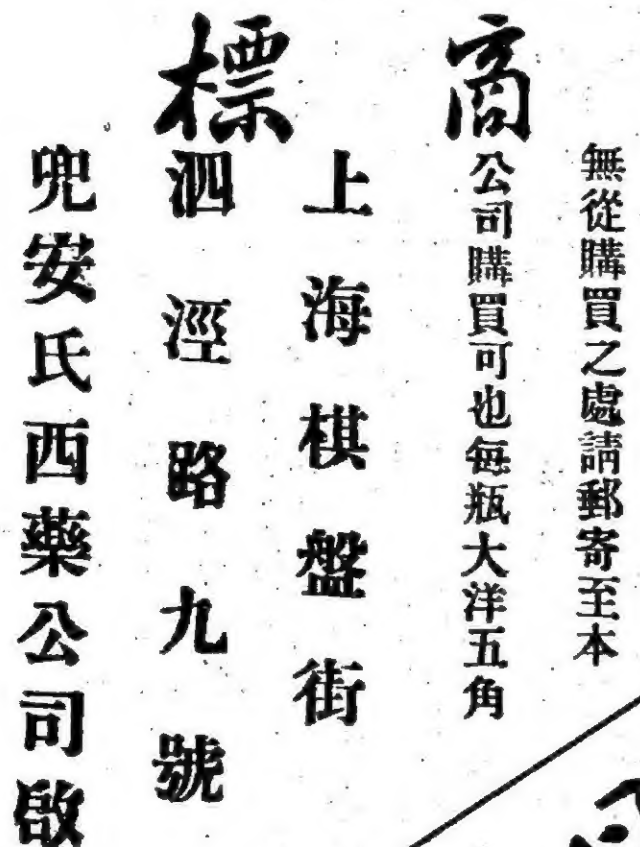 商標
無從購買之處請郵寄至本
公司購買可也每瓶大洋五角
上海棋盤街
泗涇路九號
兜安氏西藥公司啟